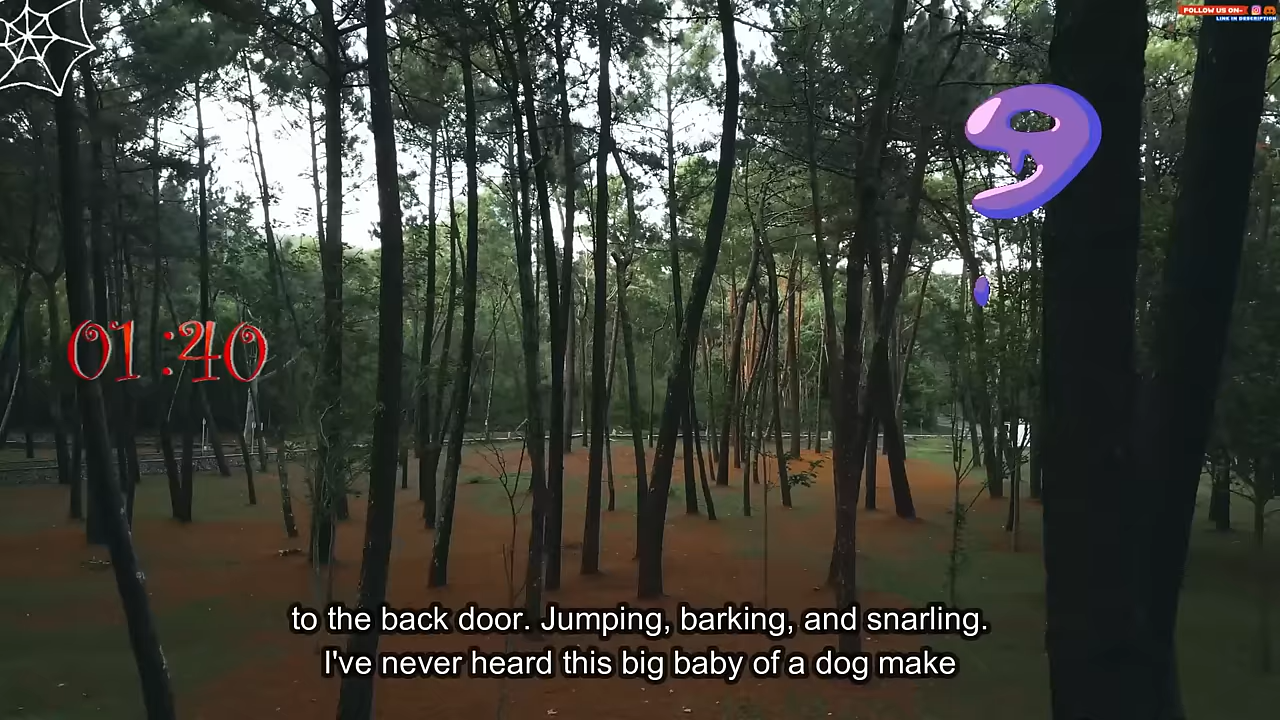 FOLLOW US ON-
LINK IN DESCRIPTION
9
01:40
to the back door. Jumping, barking, and snarling.
I've never heard this big baby of a dog make